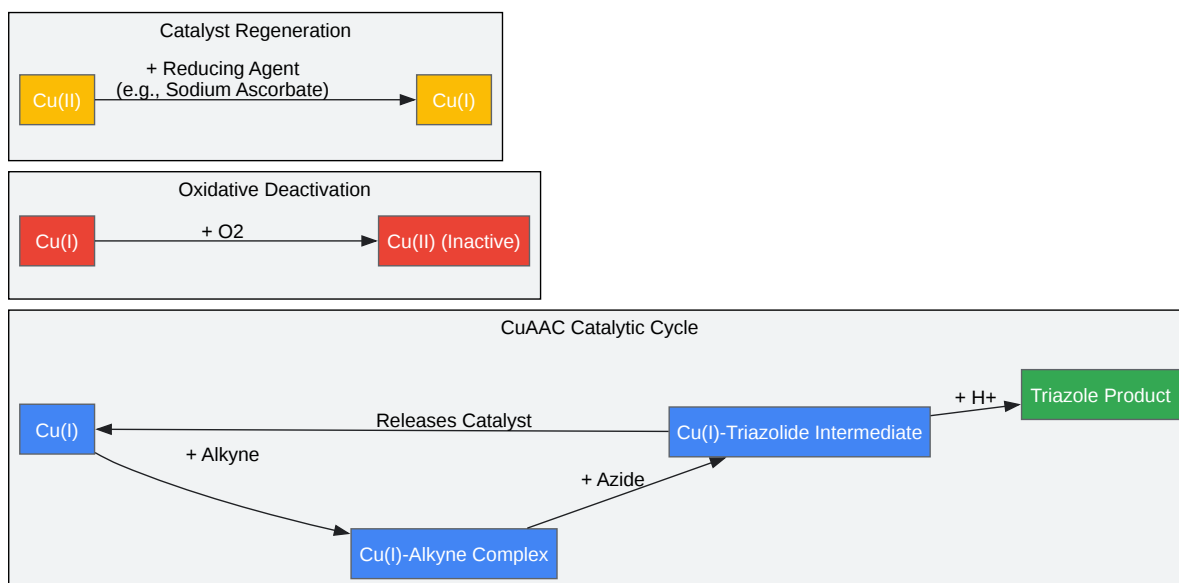 Catalyst Regeneration
+ Reducing Agent
(e.g., Sodium Ascorbate)
Cu(II)
Cu(I)
Oxidative Deactivation
Cu(I)
+ O2
Cu(II) (Inactive)
CuAAC Catalytic Cycle
Cu(I)
Releases Catalyst
+ Alkyne
Cu(I)-Alkyne Complex
+ Azide
Cu(I)-Triazolide Intermediate
+ H+
Triazole Product